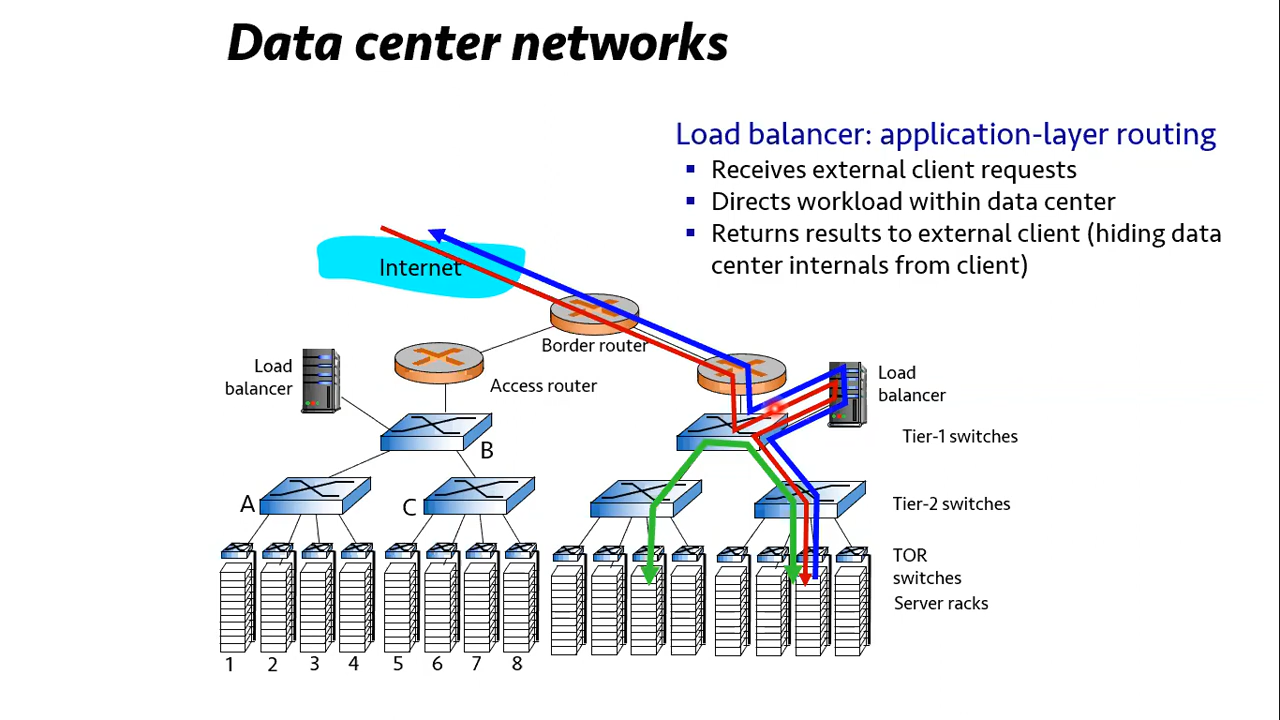 Data center networks
Load balancer: application-layer routing
Receives external client requests
Directs workload within data center
Returns results to external client (hiding data
center internals from client)
Internet
Border router
Access router
Load
balancer
Load
balancer
Tier-1 switches
B
A
C
Tier-2 switches
TOR
switches
Server racks
1 2 3 4 5 6 7 8